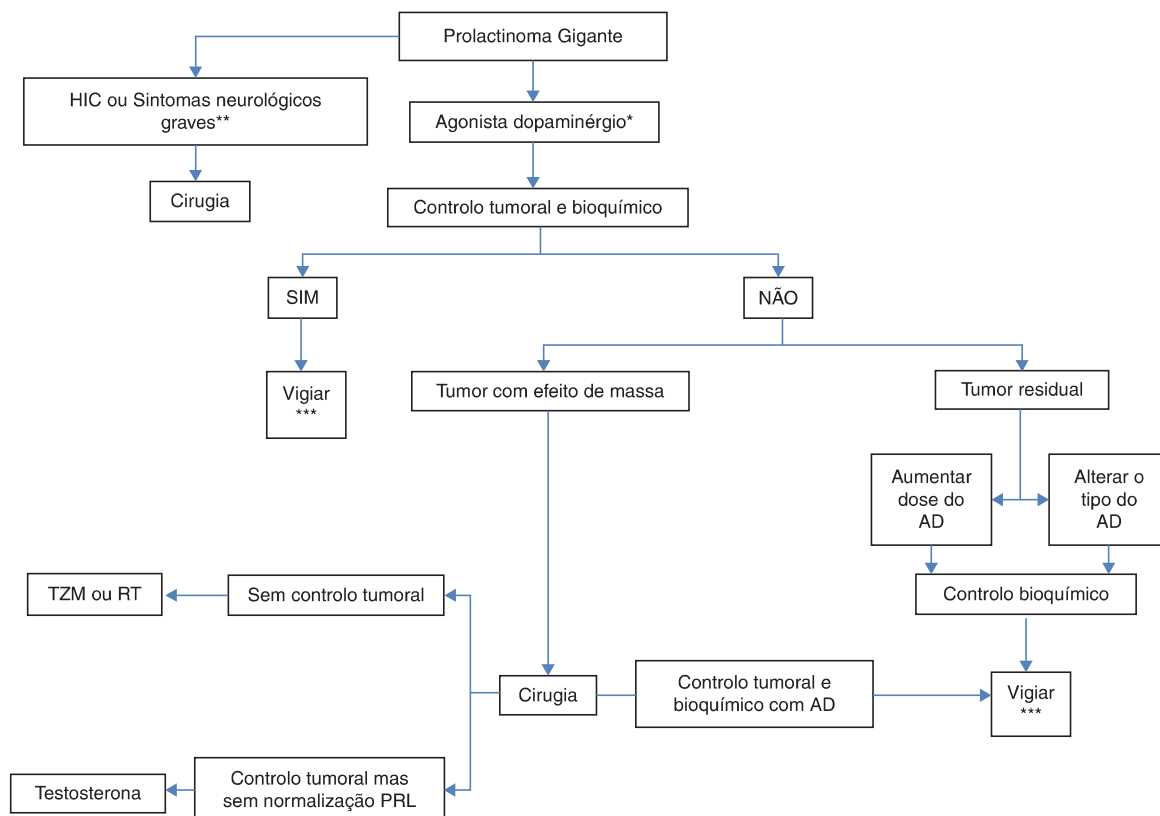 Prolactinoma Gigante
HIC ou Sintomas neurológicos
graves**
Agonista dopaminérgio*
Cirugia
Controlo tumoral e bioquímico
SIM
NÃO
Vigiar
***
Tumor com efeito de massa
Tumor residual
Aumentar
dose do
AD
Alterar o
tipo do
AD
Controlo bioquímico
TZM ou RT
Sem controlo tumoral
Cirugia
Controlo tumoral e
bioquímico com AD
Vigiar
***
Testosterona
Controlo tumoral mas
sem normalização PRL